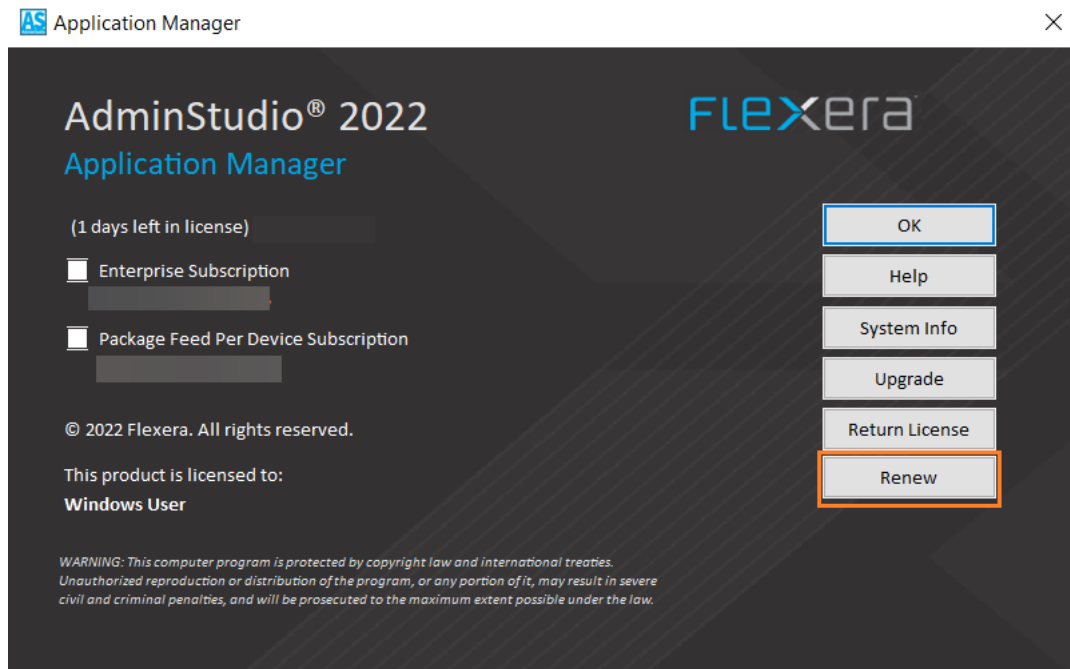 AS
Application Manager
AdminStudio® 2022
Application Manager
FLEXERA
(1 days left in license)
Enterprise Subscription
Package Feed Per Device Subscription
© 2022 Flexera. All rights reserved.
This product is licensed to:
Windows User
WARNING: This computer program is protected by copyright law and international treaties.
Unauthorized reproduction or distribution of the program, or any portion of it, may result in severe
civil and criminal penalties, and will be prosecuted to the maximum extent possible under the law.
OK
Help
System Info
Upgrade
Return License
Renew